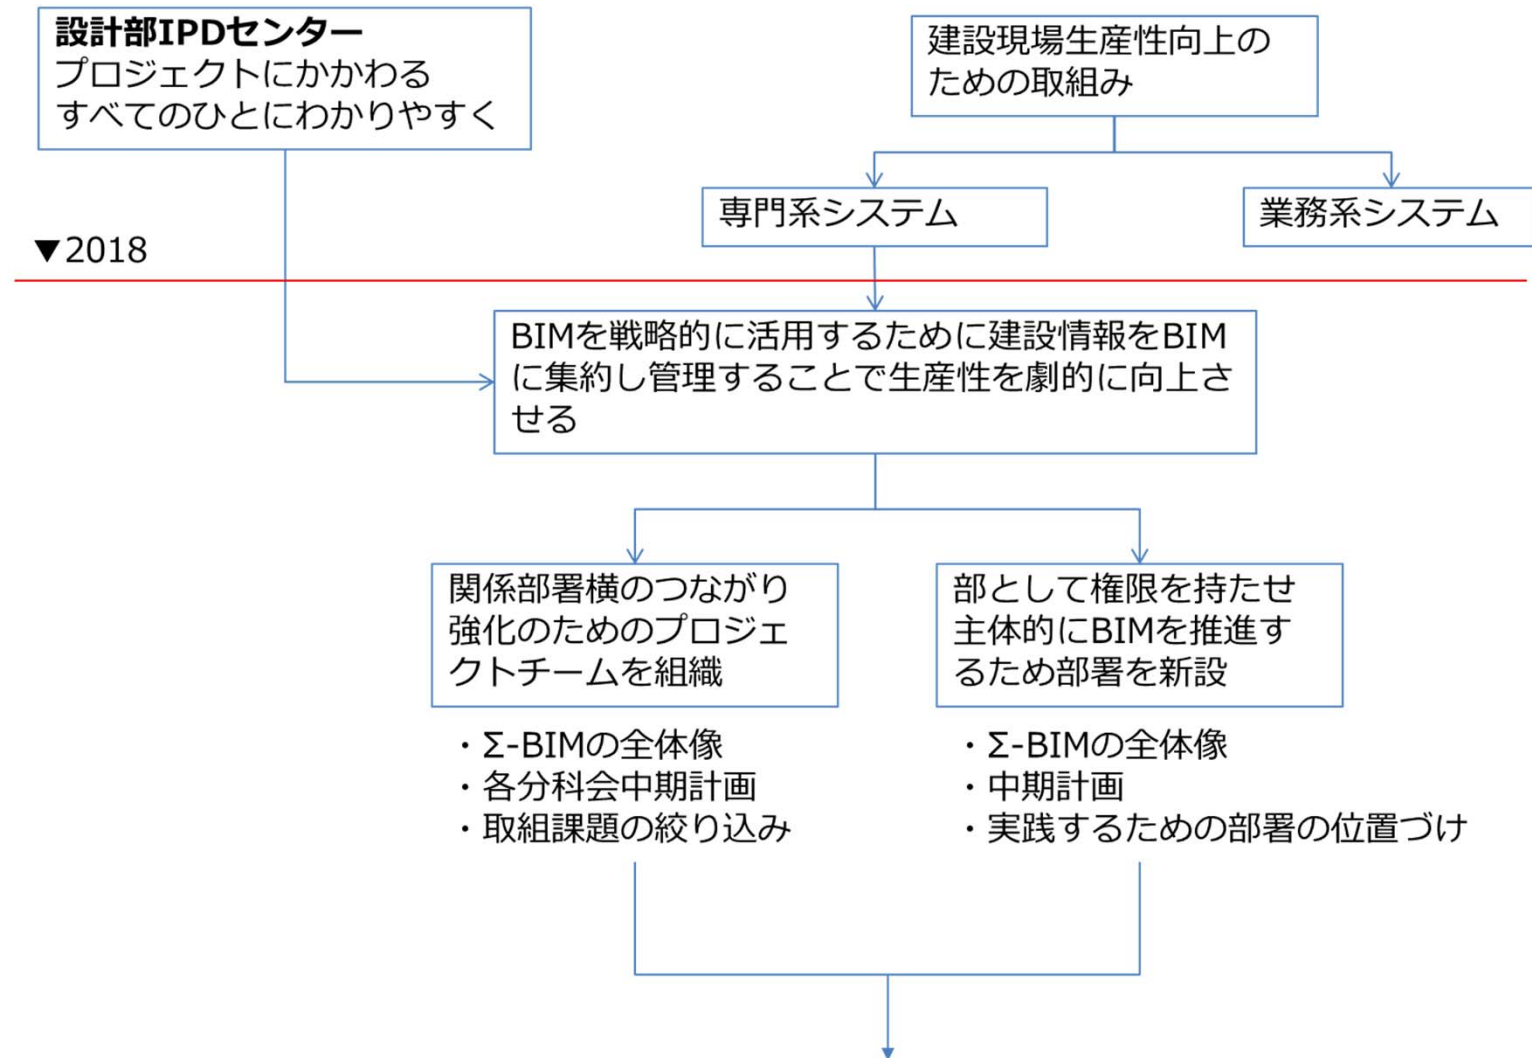 設計部IPDセンター
プロジェクトにかかわる
すべてのひとにわかりやすく
建設現場生産性向上の
ための取組み
専門系システム
業務系システム
▼2018
BIMを戦略的に活用するために建設情報をBIM
に集約し管理することで生産性を劇的に向上さ
せる
関係部署横のつながり
強化のためのプロジェ
クトチームを組織
部として権限を持たせ
主体的にBIMを推進す
るため部署を新設
・Σ-BIMの全体像
・各分科会中期計画
・取組課題の絞り込み
・Σ-BIMの全体像
・中期計画
・実践するための部署の位置づけ